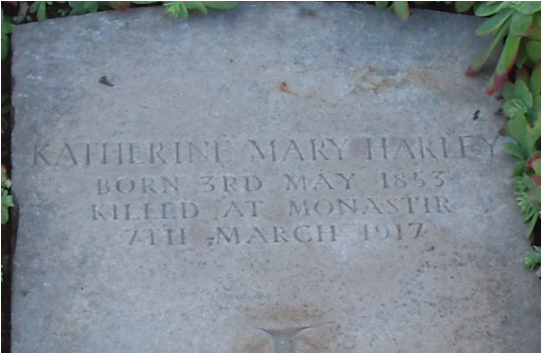 KATHERINE MARY HARLEY
BORN 3RD MAY 1853
KILLED AT MONASTIR
7TH MARCH 1917